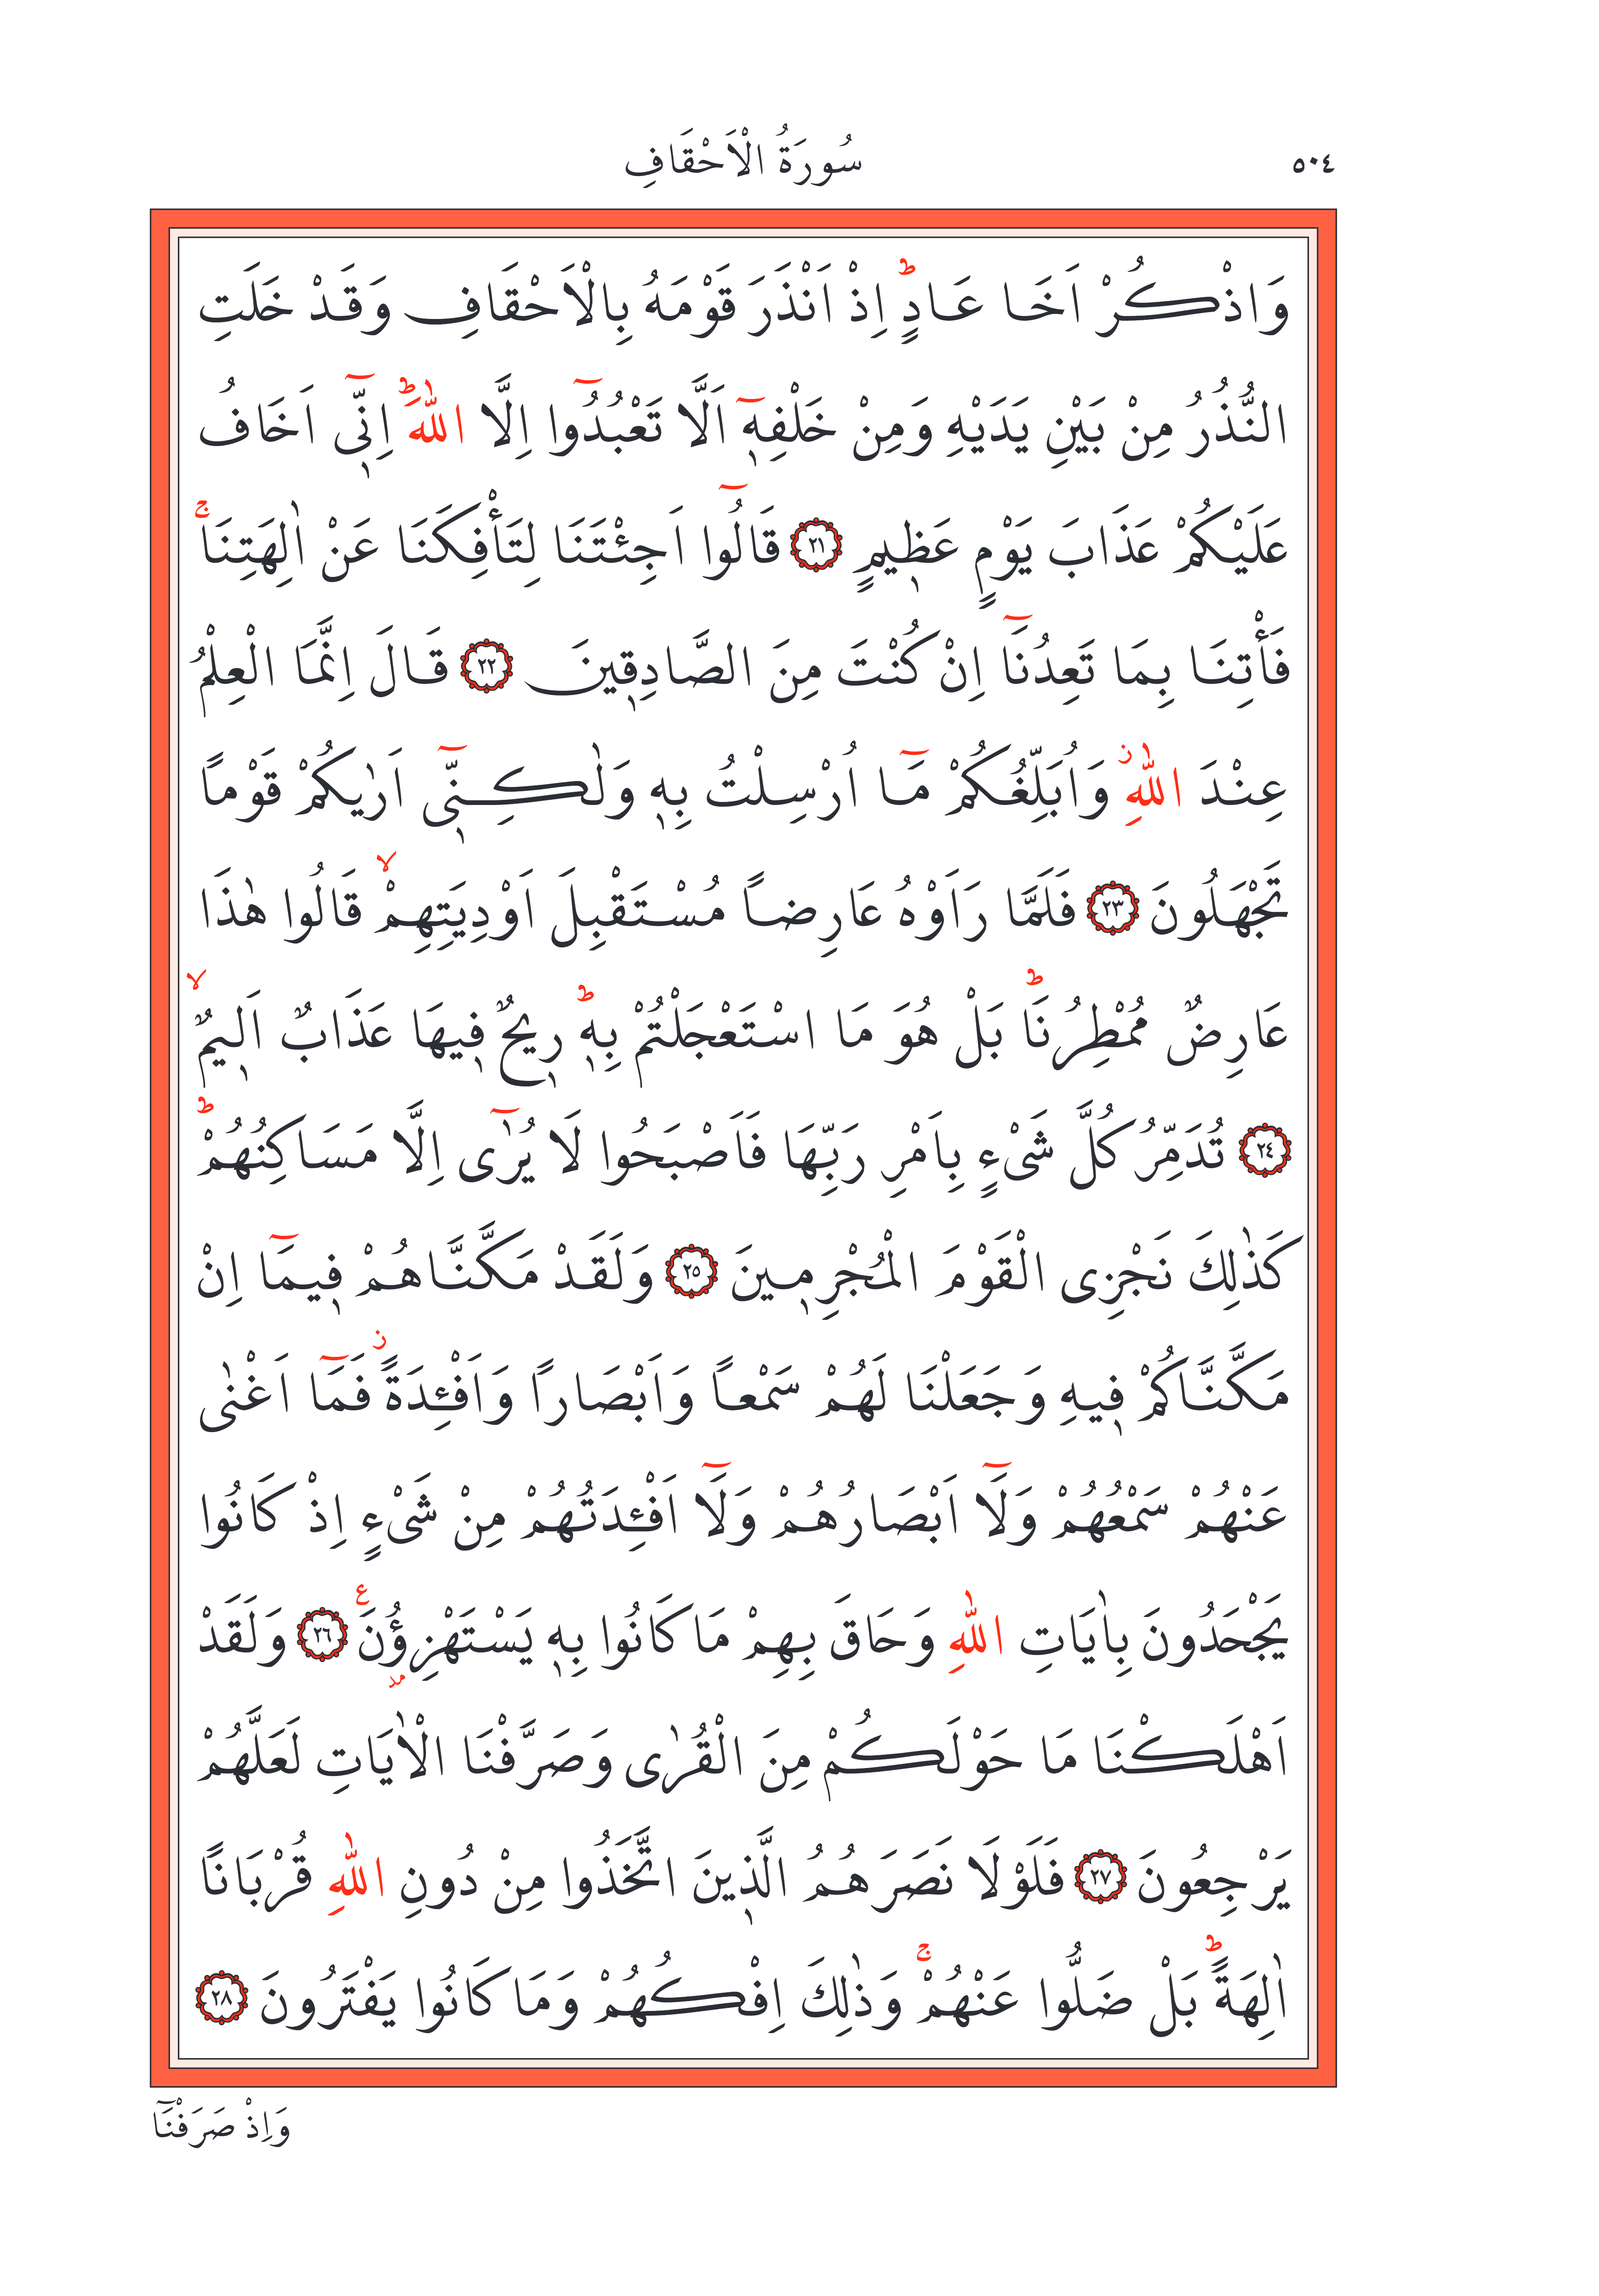 ٥٠٤
سُورَةُ الْاَحْقَافِ
وَاذْكُرْ اَخَا عَادٍؕ اِذْ اَنْذَرَ قَوْمَهُ بِالْاَحْقَافِ وَقَدْ خَلَتِ
النُّذُرُ مِنْ بَيْنِ يَدَيْهِ وَمِنْ خَلْفِه۪ٓ اَلَّا تَعْبُدُٓوا اِلَّا اللّٰهَؕ اِنّ۪ٓى اَخَافُ
عَلَيْكُمْ عَذَابَ يَوْمٍ عَظ۪يمٍ ﴿٢١﴾ قَالُٓوا اَجِئْتَنَا لِتَأْفِكَنَا عَنْ اٰلِهَتِنَاۚ
فَأْتِنَا بِمَا تَعِدُنَٓا اِنْ كُنْتَ مِنَ الصَّادِق۪ينَ ﴿٢٢﴾ قَالَ اِنَّمَا الْعِلْمُ
عِنْدَ اللّٰهِۘ وَاُبَلِّغُكُمْ مَٓا اُرْسِلْتُ بِه۪ وَلٰكِنّ۪ٓى اَرٰيكُمْ قَوْماً
تَجْهَلُونَ ﴿٢٣﴾ فَلَمَّا رَاَوْهُ عَارِضاً مُسْتَقْبِلَ اَوْدِيَتِهِمْۙ قَالُوا هٰذَا
عَارِضٌ مُمْطِرُنَاؕ بَلْ هُوَ مَا اسْتَعْجَلْتُمْ بِه۪ؕ ر۪يحٌ ف۪يهَا عَذَابٌ اَل۪يمٌۙ
﴿٢٤﴾ تُدَمِّرُ كُلَّ شَىْءٍ بِاَمْرِ رَبِّهَا فَاَصْبَحُوا لَا يُرٰٓى اِلَّا مَسَاكِنُهُمْؕ
كَذٰلِكَ نَجْزِى الْقَوْمَ الْمُجْرِم۪ينَ ﴿٢٥﴾ وَلَقَدْ مَكَّنَّاهُمْ ف۪يمَٓا اِنْ
مَكَّنَّاكُمْ ف۪يهِ وَجَعَلْنَا لَهُمْ سَمْعاً وَاَبْصَاراً وَاَفْـِٔدَةًۘ فَمَٓا اَغْنٰى
عَنْهُمْ سَمْعُهُمْ وَلَٓا اَبْصَارُهُمْ وَلَٓا اَفْـِٔدَتُهُمْ مِنْ شَىْءٍ اِذْ كَانُوا
يَجْحَدُونَ بِاٰيَاتِ اللّٰهِ وَحَاقَ بِهِمْ مَا كَانُوا بِه۪ يَسْتَهْزِؤُ۫نَ ﴿٢٦﴾ وَلَقَدْ
اَهْلَكْنَا مَا حَوْلَكُمْ مِنَ الْقُرٰى وَصَرَّفْنَا الْاٰيَاتِ لَعَلَّهُمْ
يَرْجِعُونَ ﴿٢٧﴾ فَلَوْلَا نَصَرَهُمُ الَّذ۪ينَ اتَّخَذُوا مِنْ دُونِ اللّٰهِ قُرْبَاناً
اٰلِهَةًؕ بَلْ ضَلُّوا عَنْهُمْۚ وَذٰلِكَ اِفْكُهُمْ وَمَا كَانُوا يَفْتَرُونَ ﴿٢٨﴾
وَاِذْ صَرَفْنَٓا